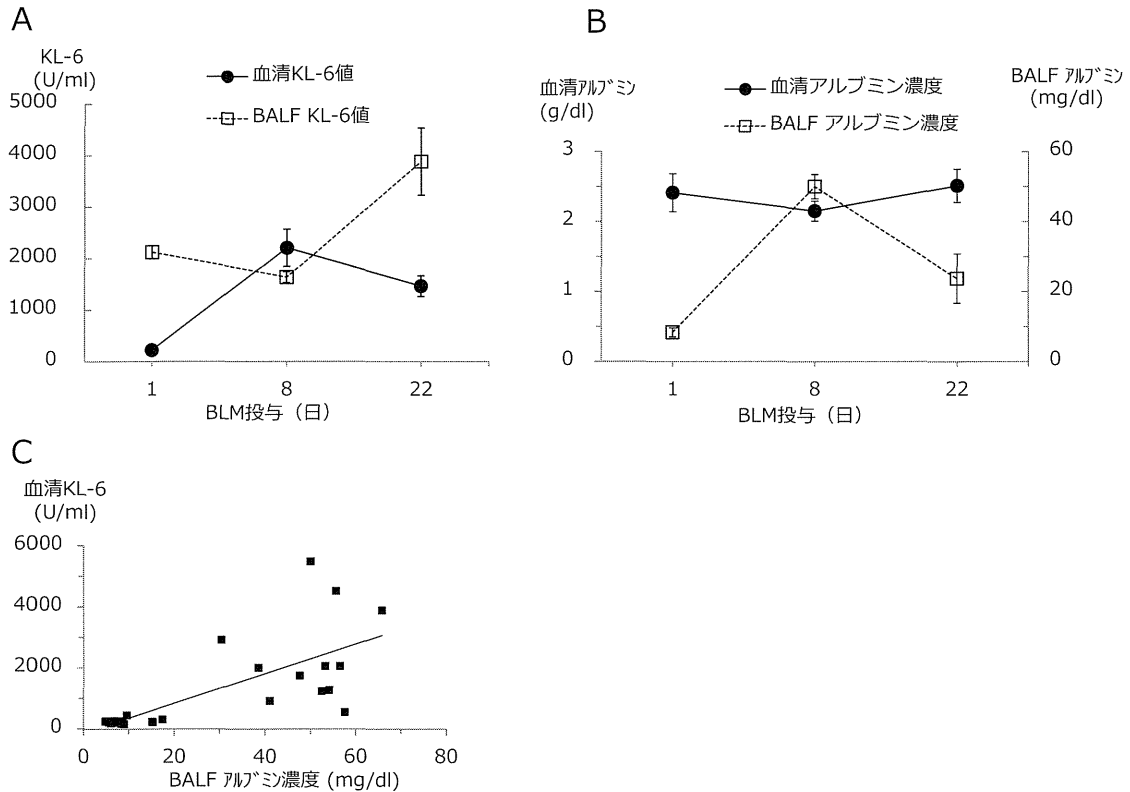 A
KL-6
(U/ml)
血清KL-6値
BALF KL-6値
5000
4000
3000
2000
1000
0
1
8
22
BLM投与（日）
B
血清ｱﾙﾌﾞﾐﾝ
(g/dl)
血清アルブミン濃度
BALF アルブミン濃度
BALF ｱﾙﾌﾞﾐﾝ
(mg/dl)
3
2
1
0
60
40
20
0
1
8
22
BLM投与（日）
C
血清KL-6
(U/ml)
6000
4000
2000
0
0
20
40
60
80
BALF ｱﾙﾌﾞﾐﾝ濃度 (mg/dl)